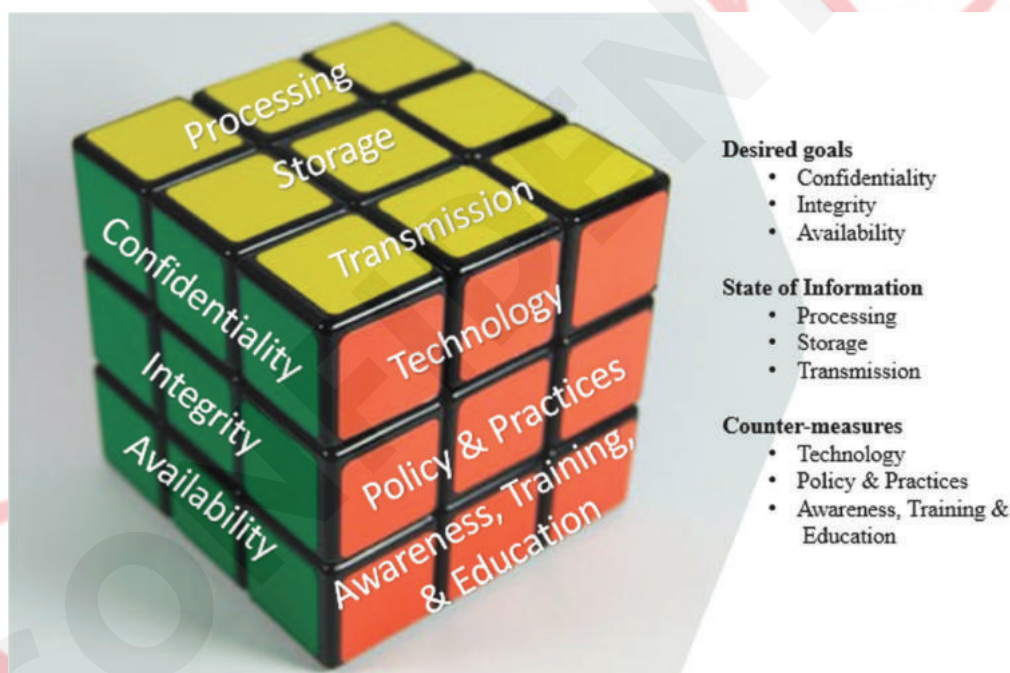 Processing
Storage
Transmission
Confidentiality
Integrity
Availability
Technology
Policy & Practices
Awareness, Training,
& Education
Desired goals
• Confidentiality
• Integrity
• Availability
State of Information
• Processing
• Storage
• Transmission
Counter-measures
• Technology
• Policy & Practices
• Awareness, Training &
Education